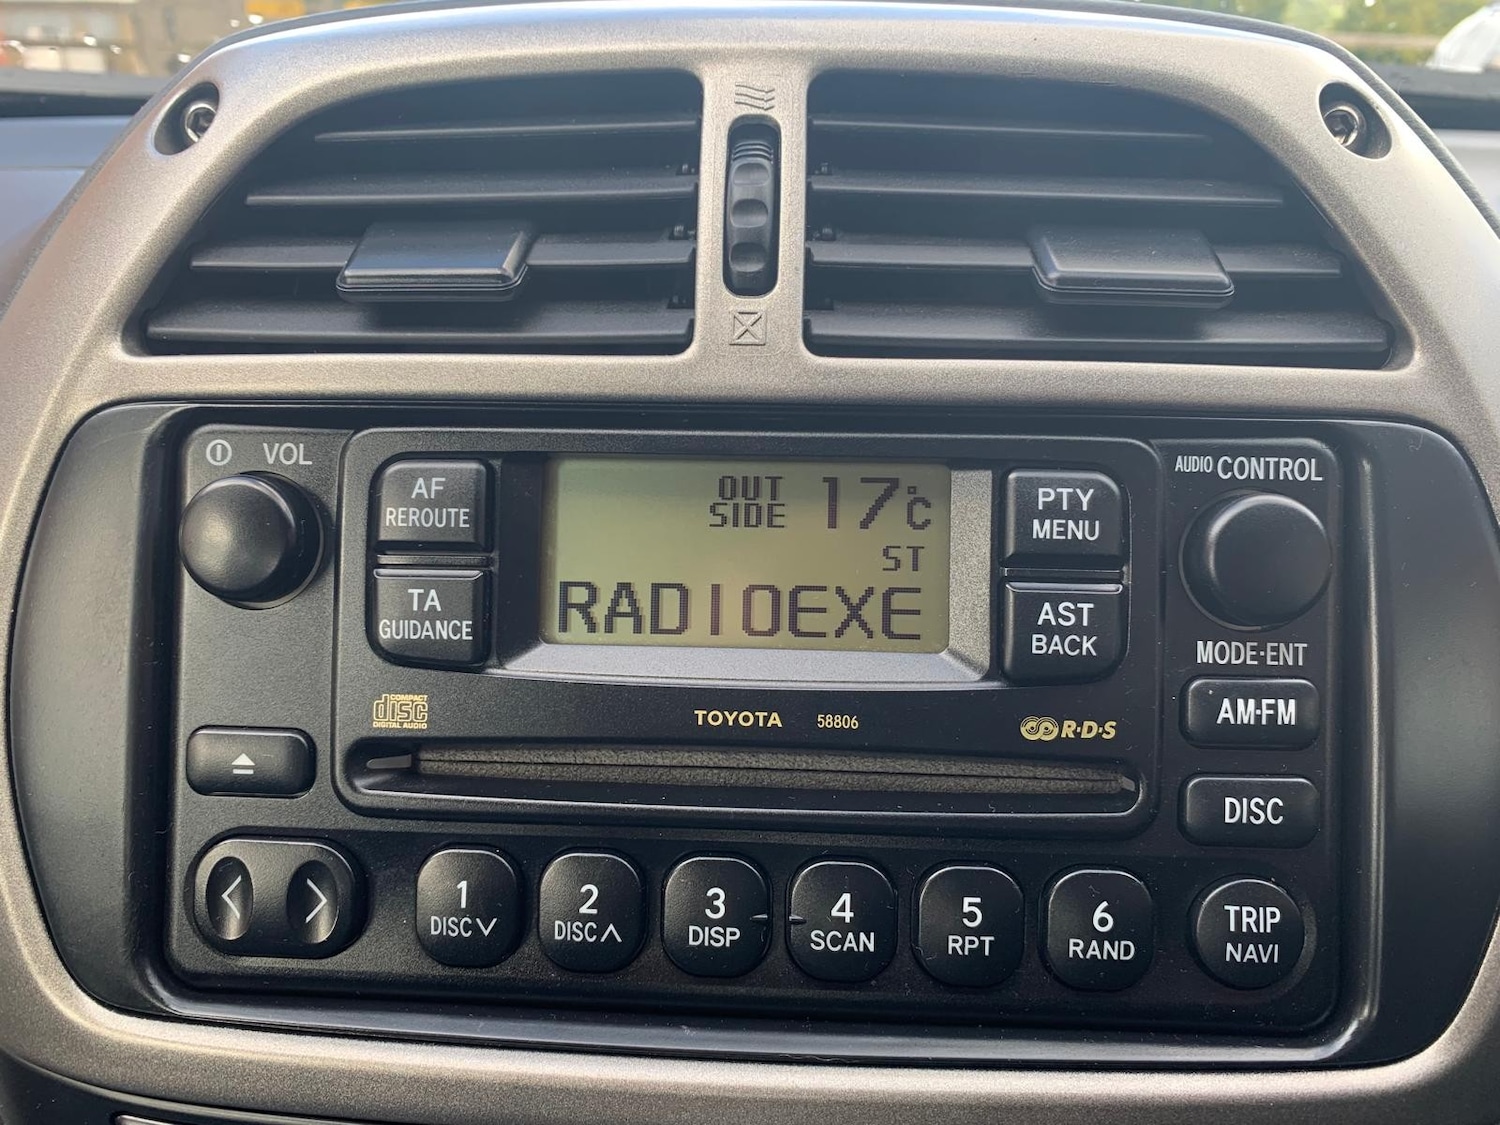 VOL
AF
REROUTE
TA
GUIDANCE
OUT
SIDE
17°C
ST
RADIOEXE
PTY
MENU
AST
BACK
AUDIO CONTROL
MODE·ENT
AM·FM
DISC
COMPACT
disc
DIGITAL AUDIO
TOYOTA 58806
R·D·S
1
DISC
2
DISC
3
DISP
4
SCAN
5
RPT
6
RAND
TRIP
NAVI